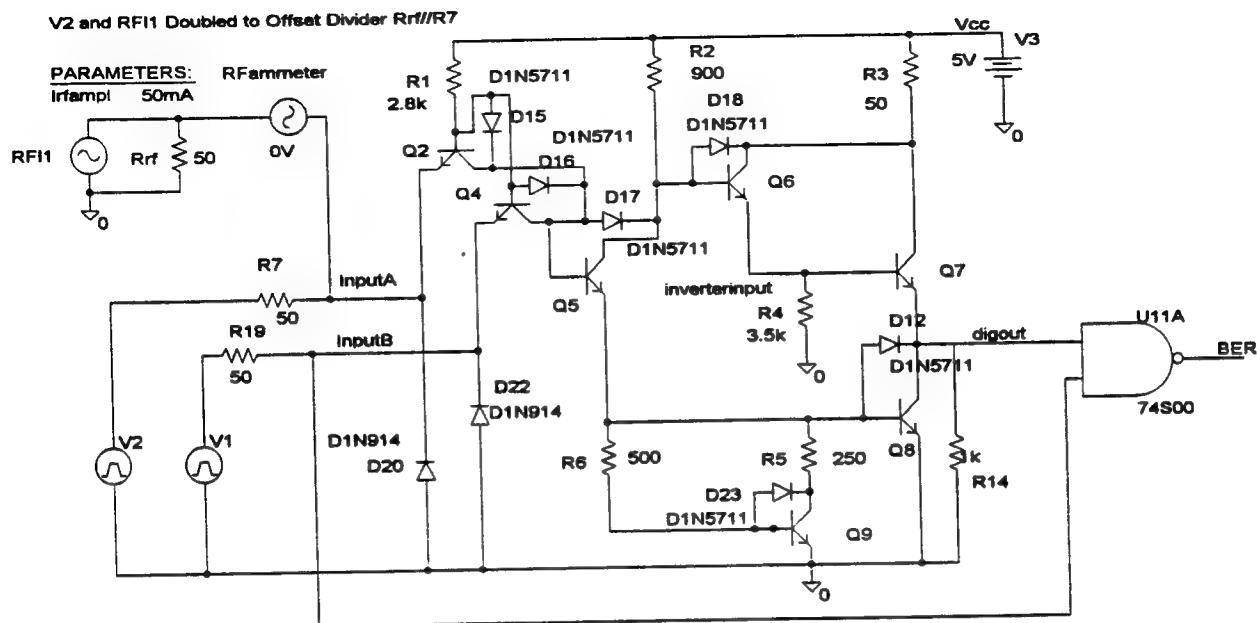 V2 and RFI1 Doubled to Offset Divider Rrf//R7
PARAMETERS:
Irfampl 50mA
RFammeter
0V
RFI1
Rrf
50
0
R1
2.8k
D1N5711
D15
Q2
D1N5711
D16
Q4
D17
D1N5711
R2
900
D18
D1N5711
Q6
Vcc
V3
5V
R3
50
0
R7
50
InputA
R19
50
InputB
Q5
inverterinput
R4
3.5k
0
Q7
D12
D1N5711
digout
U11A
BER
74S00
V2
V1
D1N914
D20
D22
D1N914
R6
500
R5
250
Q8
1k
R14
D23
D1N5711
Q9
0